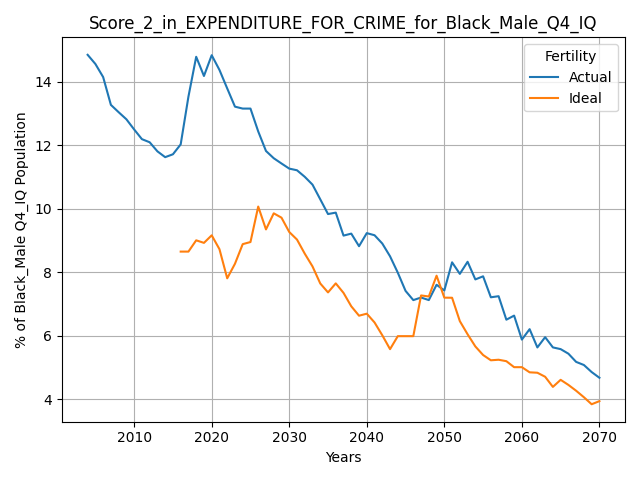 Score_2_in_EXPENDITURE_FOR_CRIME_for_Black_Male_Q4_IQ
Fertility
Actual
Ideal
% of Black_Male Q4_IQ Population
14
12
10
8
6
4
2010
2020
2030
2040
2050
2060
2070
Years